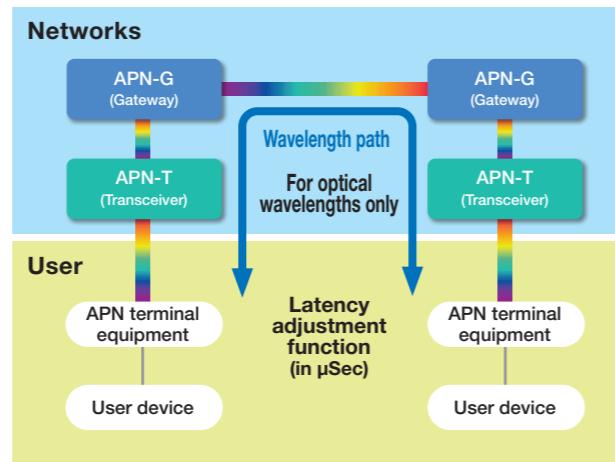 Networks
APN-G
(Gateway)
APN-G
(Gateway)
Wavelength path
APN-T
(Transceiver)
For optical
wavelengths only
APN-T
(Transceiver)
User
APN terminal
equipment
Latency
adjustment
function
(in μSec)
APN terminal
equipment
User device
User device